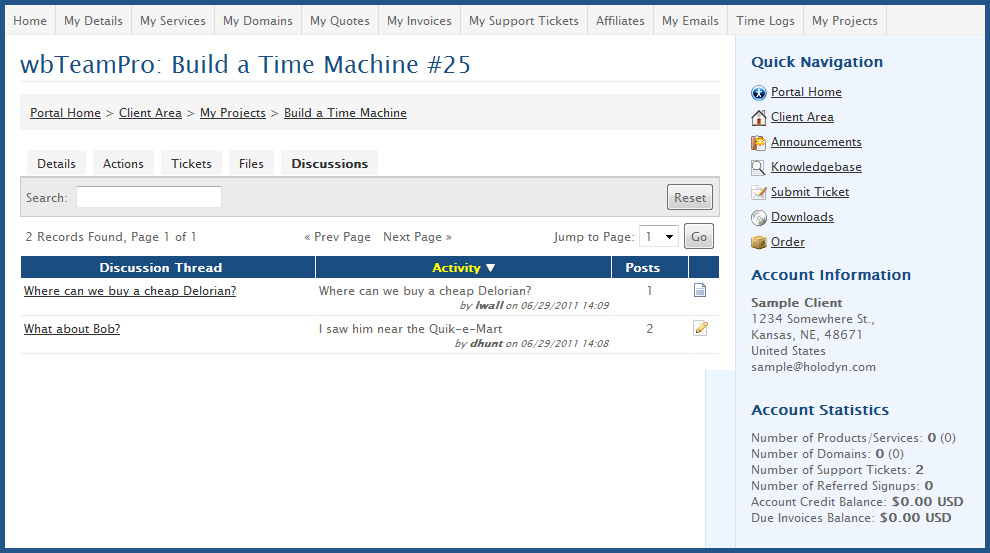 Home My Details My Services My Domains My Quotes My Invoices My Support Tickets Affiliates My Emails Time Logs My Projects
wbTeamPro: Build a Time Machine #25
Portal Home > Client Area > My Projects > Build a Time Machine
Details Actions Tickets Files Discussions
Search: Reset
2 Records Found, Page 1 of 1 « Prev Page Next Page » Jump to Page: 1 Go
Discussion Thread Activity ▼ Posts
Where can we buy a cheap Delorian? Where can we buy a cheap Delorian? 1
by lwall on 06/29/2011 14:09
What about Bob? I saw him near the Quik-e-Mart 2
by dhunt on 06/29/2011 14:08
Quick Navigation
Portal Home
Client Area
Announcements
Knowledgebase
Submit Ticket
Downloads
Order
Account Information
Sample Client
1234 Somewhere St.,
Kansas, NE, 48671
United States
sample@holodyn.com
Account Statistics
Number of Products/Services: 0 (0)
Number of Domains: 0 (0)
Number of Support Tickets: 2
Number of Referred Signups: 0
Account Credit Balance: $0.00 USD
Due Invoices Balance: $0.00 USD